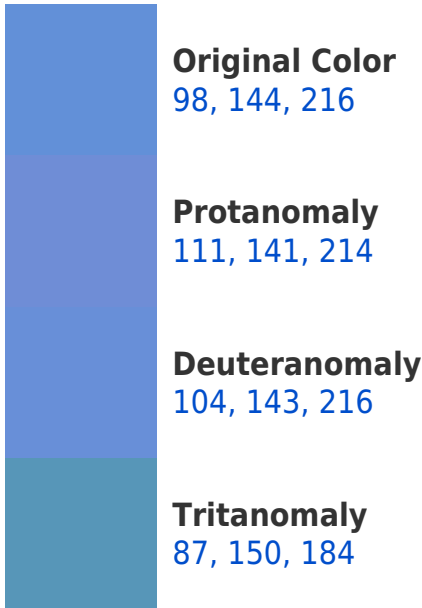 Original Color
98, 144, 216
Protanomaly
111, 141, 214
Deuteranomaly
104, 143, 216
Tritanomaly
87, 150, 184